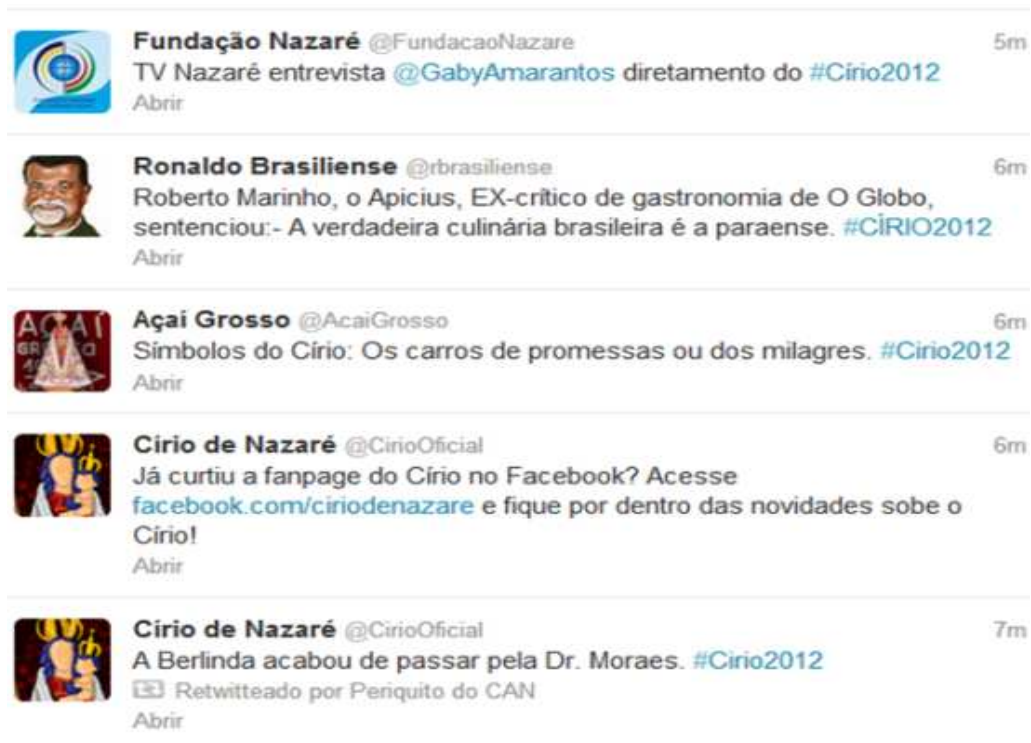 Fundação Nazaré @FundacaoNazare 5m
TV Nazaré entrevista @GabyAmarantos diretamento do #Círio2012
Abrir
Ronaldo Brasiliense @rbrasiliense 6m
Roberto Marinho, o Apicius, EX-crítico de gastronomia de O Globo,
sentenciou:- A verdadeira culinária brasileira é a paraense. #CÍRIO2012
Abrir
AÇAÍ
Açaí Grosso @AcaiGrosso 6m
Símbolos do Círio: Os carros de promessas ou dos milagres. #Cirio2012
Abrir
Círio de Nazaré @CirioOficial 6m
Já curtiu a fanpage do Círio no Facebook? Acesse
facebook.com/ciriodenazare e fique por dentro das novidades sobe o
Círio!
Abrir
Círio de Nazaré @CirioOficial 7m
A Berlinda acabou de passar pela Dr. Moraes. #Cirio2012
Retwitteado por Periquito do CAN
Abrir